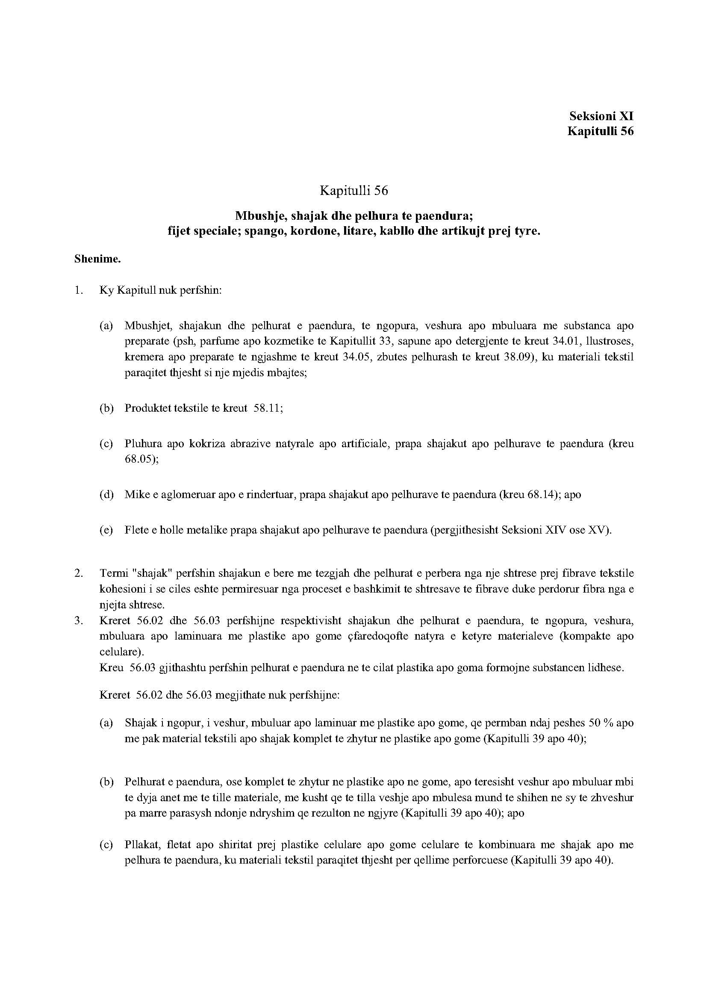 Seksioni XI
Kapitulli 56
Kapitulli 56
Mbushje, shajak dhe pelhura te paendura;
fijet speciale; spango, kordone, litare, kabllo dhe artikujt prej tyre.
Shenime.
1. Ky Kapitull nuk perfshin:
(a) Mbushjet, shajakun dhe pelhurat e paendura, te ngopura, veshura apo mbuluara me substanca apo
preparate (psh, parfume apo kozmetike te Kapitullit 33, sapune apo detergjente te kreut 34.01, llustroses,
kremera apo preparate te ngjashme te kreut 34.05, zbutes pelhurash te kreut 38.09), ku materiali tekstil
paraqitet thjesht si nje mjedis mbajtes;
(b) Produktet tekstile te kreut  58.11;
(c) Pluhura apo kokriza abrazive natyrale apo artificiale, prapa shajakut apo pelhurave te paendura (kreu
68.05);
(d) Mike e aglomeruar apo e rindertuar, prapa shajakut apo pelhurave te paendura (kreu 68.14); apo
(e) Flete e holle metalike prapa shajakut apo pelhurave te paendura (pergjithesisht Seksioni XIV ose XV).
2. Termi "shajak" perfshin shajakun e bere me tezgjah dhe pelhurat e perbera nga nje shtrese prej fibrave tekstile
kohesioni i se ciles eshte permiresuar nga proceset e bashkimit te shtresave te fibrave duke perdorur fibra nga e
njejta shtrese.
3. Kreret 56.02 dhe 56.03 perfshijne respektivisht shajakun dhe pelhurat e paendura, te ngopura, veshura,
mbuluara apo laminuara me plastike apo gome çfaredoqofte natyra e ketyre materialeve (kompakte apo
celulare).
Kreu  56.03 gjithashtu perfshin pelhurat e paendura ne te cilat plastika apo goma formojne substancen lidhese.
Kreret  56.02 dhe 56.03 megjithate nuk perfshijne:
(a) Shajak i ngopur, i veshur, mbuluar apo laminuar me plastike apo gome, qe permban ndaj peshes 50 % apo
me pak material tekstili apo shajak komplet te zhytur ne plastike apo gome (Kapitulli 39 apo 40);
(b) Pelhurat e paendura, ose komplet te zhytur ne plastike apo ne gome, apo teresisht veshur apo mbuluar mbi
te dyja anet me te tille materiale, me kusht qe te tilla veshje apo mbulesa mund te shihen ne sy te zhveshur
pa marre parasysh ndonje ndryshim qe rezulton ne ngjyre (Kapitulli 39 apo 40); apo
(c) Pllakat, fletat apo shiritat prej plastike celulare apo gome celulare te kombinuara me shajak apo me
pelhura te paendura, ku materiali tekstil paraqitet thjesht per qellime perforcuese (Kapitulli 39 apo 40).